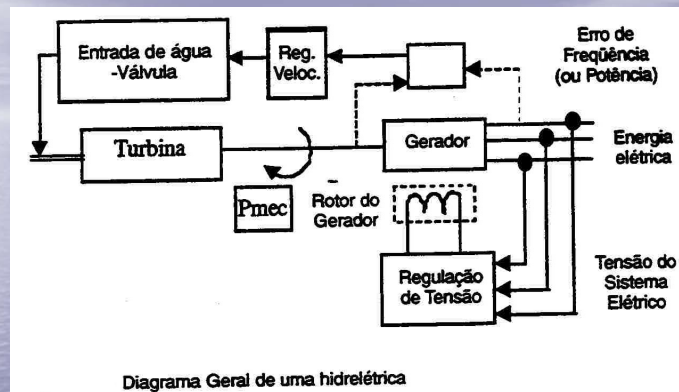 Entrada de água
-Válvula
Reg.
Veloc.
Erro de
Freqüência
(ou Potência)
Turbina
Gerador
Energia
elétrica
Pmec
Rotor do
Gerador
Regulação
de Tensão
Tensão do
Sistema
Elétrico
Diagrama Geral de uma hidrelétrica